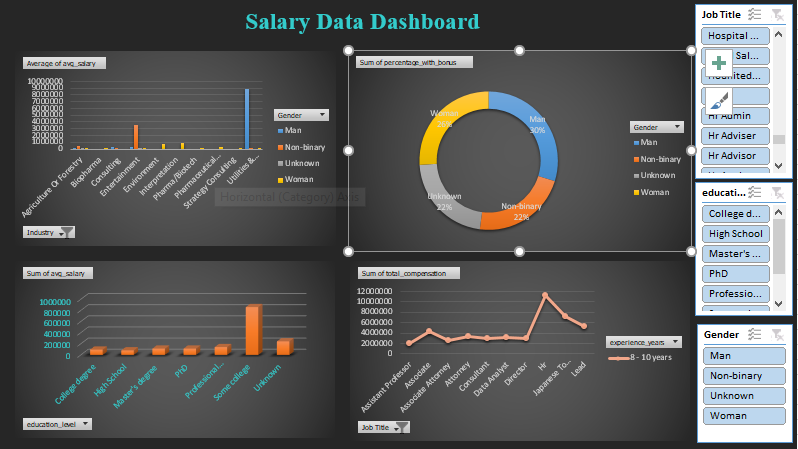 Salary Data Dashboard
Average of avg_salary
10000000
9000000
8000000
7000000
6000000
5000000
4000000
3000000
2000000
1000000
0
Agriculture Or Forestry
Biopharma
Consulting
Entertainment
Environment
Interpretation
Pharma/Biotech
Pharmaceutical...
Strategy Consulting
Utilities &...
Gender
Man
Non-binary
Unknown
Woman
Horizontal (Category) Axis
Industry
Sum of percentage_with_bonus
Man
30%
Non-binary
22%
Unknown
22%
Woman
26%
Gender
Man
Non-binary
Unknown
Woman
Sum of avg_salary
1000000
800000
600000
400000
200000
0
College degree
High School
Master's degree
PhD
Professional...
Some college
Unknown
education_level
Sum of total_compensation
12000000
10000000
8000000
6000000
4000000
2000000
0
Assistant Professor
Associate
Associate Attorney
Attorney
Consultant
Data Analyst
Director
Hr
Japanese To...
Lead
experience_years
8 - 10 years
Job Title
Job Title
Hospital ...
Sal...
Hr Admin
Hr Adviser
Hr Advisor
educati...
College d...
High School
Master's ...
PhD
Professio...
Gender
Man
Non-binary
Unknown
Woman